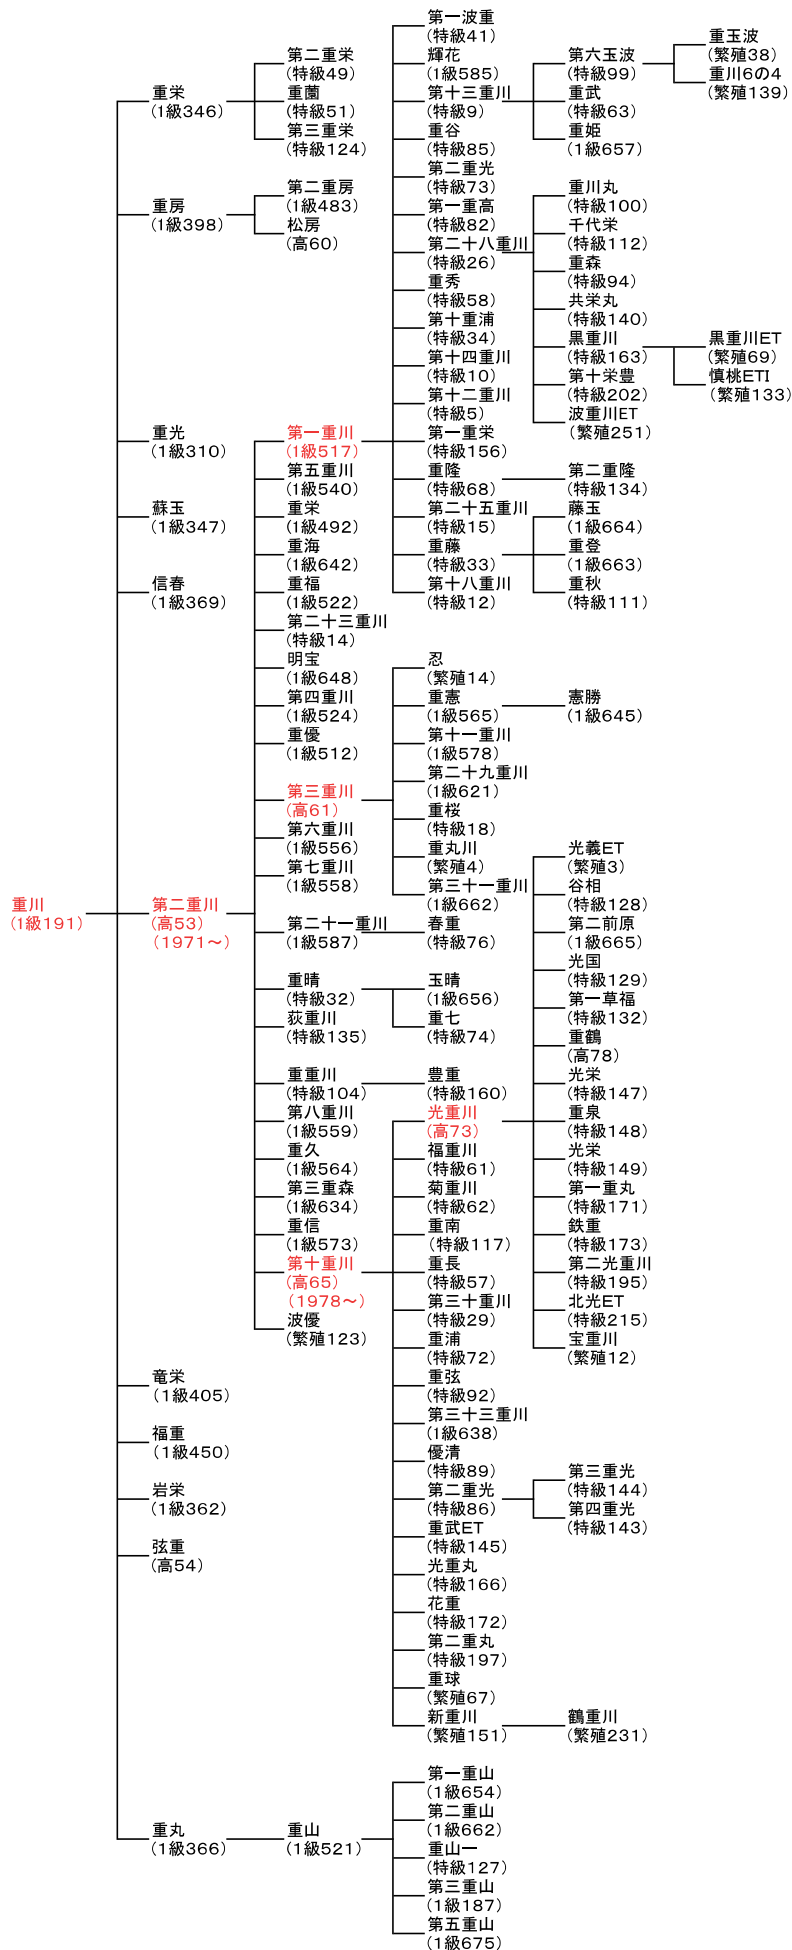 重川
(1級191)
重栄
(1級346)
重房
(1級398)
重光
(1級310)
蘇玉
(1級347)
信春
(1級369)
第二重川
(高53)
(1971～)
竜栄
(1級405)
福重
(1級450)
岩栄
(1級362)
弦重
(高54)
重丸
(1級366)
第二重栄
(特級49)
重蘭
(特級51)
第三重栄
(特級124)
第二重房
(1級483)
松房
(高60)
第一重川
(1級517)
第五重川
(1級540)
重栄
(1級492)
重海
(1級642)
重福
(1級522)
第二十三重川
(特級14)
明宝
(1級648)
第四重川
(1級524)
重優
(1級512)
第三重川
(高61)
第六重川
(1級556)
第七重川
(1級558)
第二十一重川
(1級587)
重晴
(特級32)
荻重川
(特級135)
重重川
(特級104)
第八重川
(1級559)
重久
(1級564)
第三重森
(1級634)
重信
(1級573)
第十重川
(高65)
(1978～)
波優
(繁殖123)
重山
(1級521)
第一波重
(特級41)
輝花
(1級585)
第十三重川
(特級9)
重谷
(特級85)
第二重光
(特級73)
第一重高
(特級82)
第二十八重川
(特級26)
重秀
(特級58)
第十重浦
(特級34)
第十四重川
(特級10)
第十二重川
(特級5)
第一重栄
(特級156)
重隆
(特級68)
第二十五重川
(特級15)
重藤
(特級33)
第十八重川
(特級12)
忍
(繁殖14)
重憲
(1級565)
第十一重川
(1級578)
第二十九重川
(1級621)
重桜
(特級18)
重丸川
(繁殖4)
第三十一重川
(1級662)
春重
(特級76)
玉晴
(1級656)
重七
(特級74)
豊重
(特級160)
光重川
(高73)
福重川
(特級61)
菊重川
(特級62)
重南
(特級117)
重長
(特級57)
第三十重川
(特級29)
重浦
(特級72)
重弦
(特級92)
第三十三重川
(1級638)
優清
(特級89)
第二重光
(特級86)
重武ET
(特級145)
光重丸
(特級166)
花重
(特級172)
第二重丸
(特級197)
重球
(繁殖67)
新重川
(繁殖151)
第一重山
(1級654)
第二重山
(1級662)
重山一
(特級127)
第三重山
(1級187)
第五重山
(1級675)
第六玉波
(特級99)
重武
(特級63)
重姫
(1級657)
重川丸
(特級100)
千代栄
(特級112)
重森
(特級94)
共栄丸
(特級140)
黒重川
(特級163)
第十栄豊
(特級202)
波重川ET
(繁殖251)
第二重隆
(特級134)
藤玉
(1級664)
重登
(1級663)
重秋
(特級111)
憲勝
(1級645)
光義ET
(繁殖3)
谷相
(特級128)
第二前原
(1級665)
光国
(特級129)
第一草福
(特級132)
重鶴
(高78)
光栄
(特級147)
重泉
(特級148)
光栄
(特級149)
第一重丸
(特級171)
鉄重
(特級173)
第二光重川
(特級195)
北光ET
(特級215)
宝重川
(繁殖12)
第三重光
(特級144)
第四重光
(特級143)
鶴重川
(繁殖231)
重玉波
(繁殖38)
重川6の4
(繁殖139)
黒重川ET
(繁殖69)
慎桃ETI
(繁殖133)